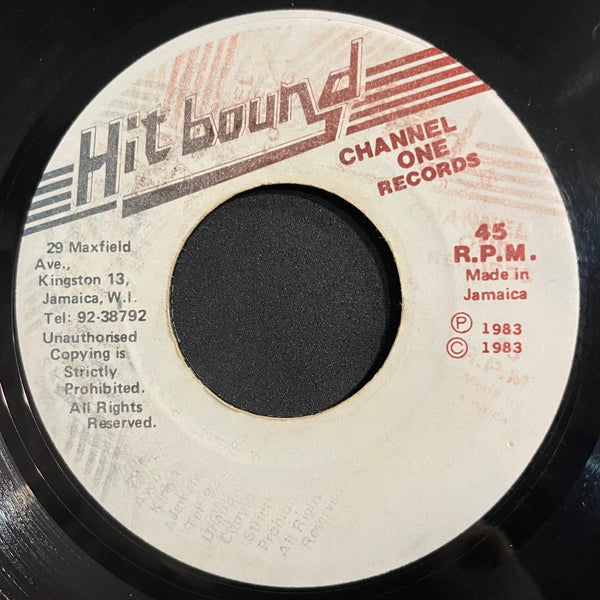 Hit bound
CHANNEL
ONE
RECORDS
29 Maxfield
Ave.,
Kingston 13,
Jamaica, W.I.
Tel: 92-38792
Unauthorised
Copying is
Strictly
Prohibited.
All Rights
Reserved.
45
R.P.M.
Made in
Jamaica
Ⓟ 1983
© 1983